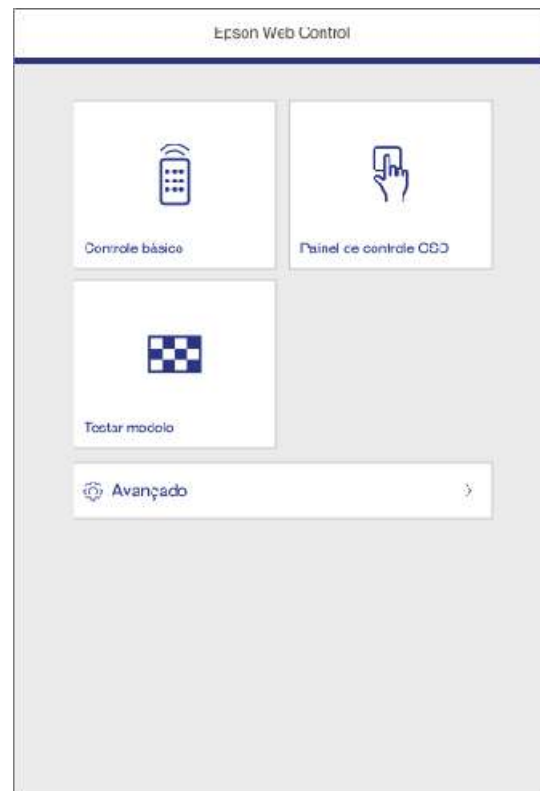 Epson Web Control
Controle básico
Painel de controle OSD
Testar modelo
Avançado